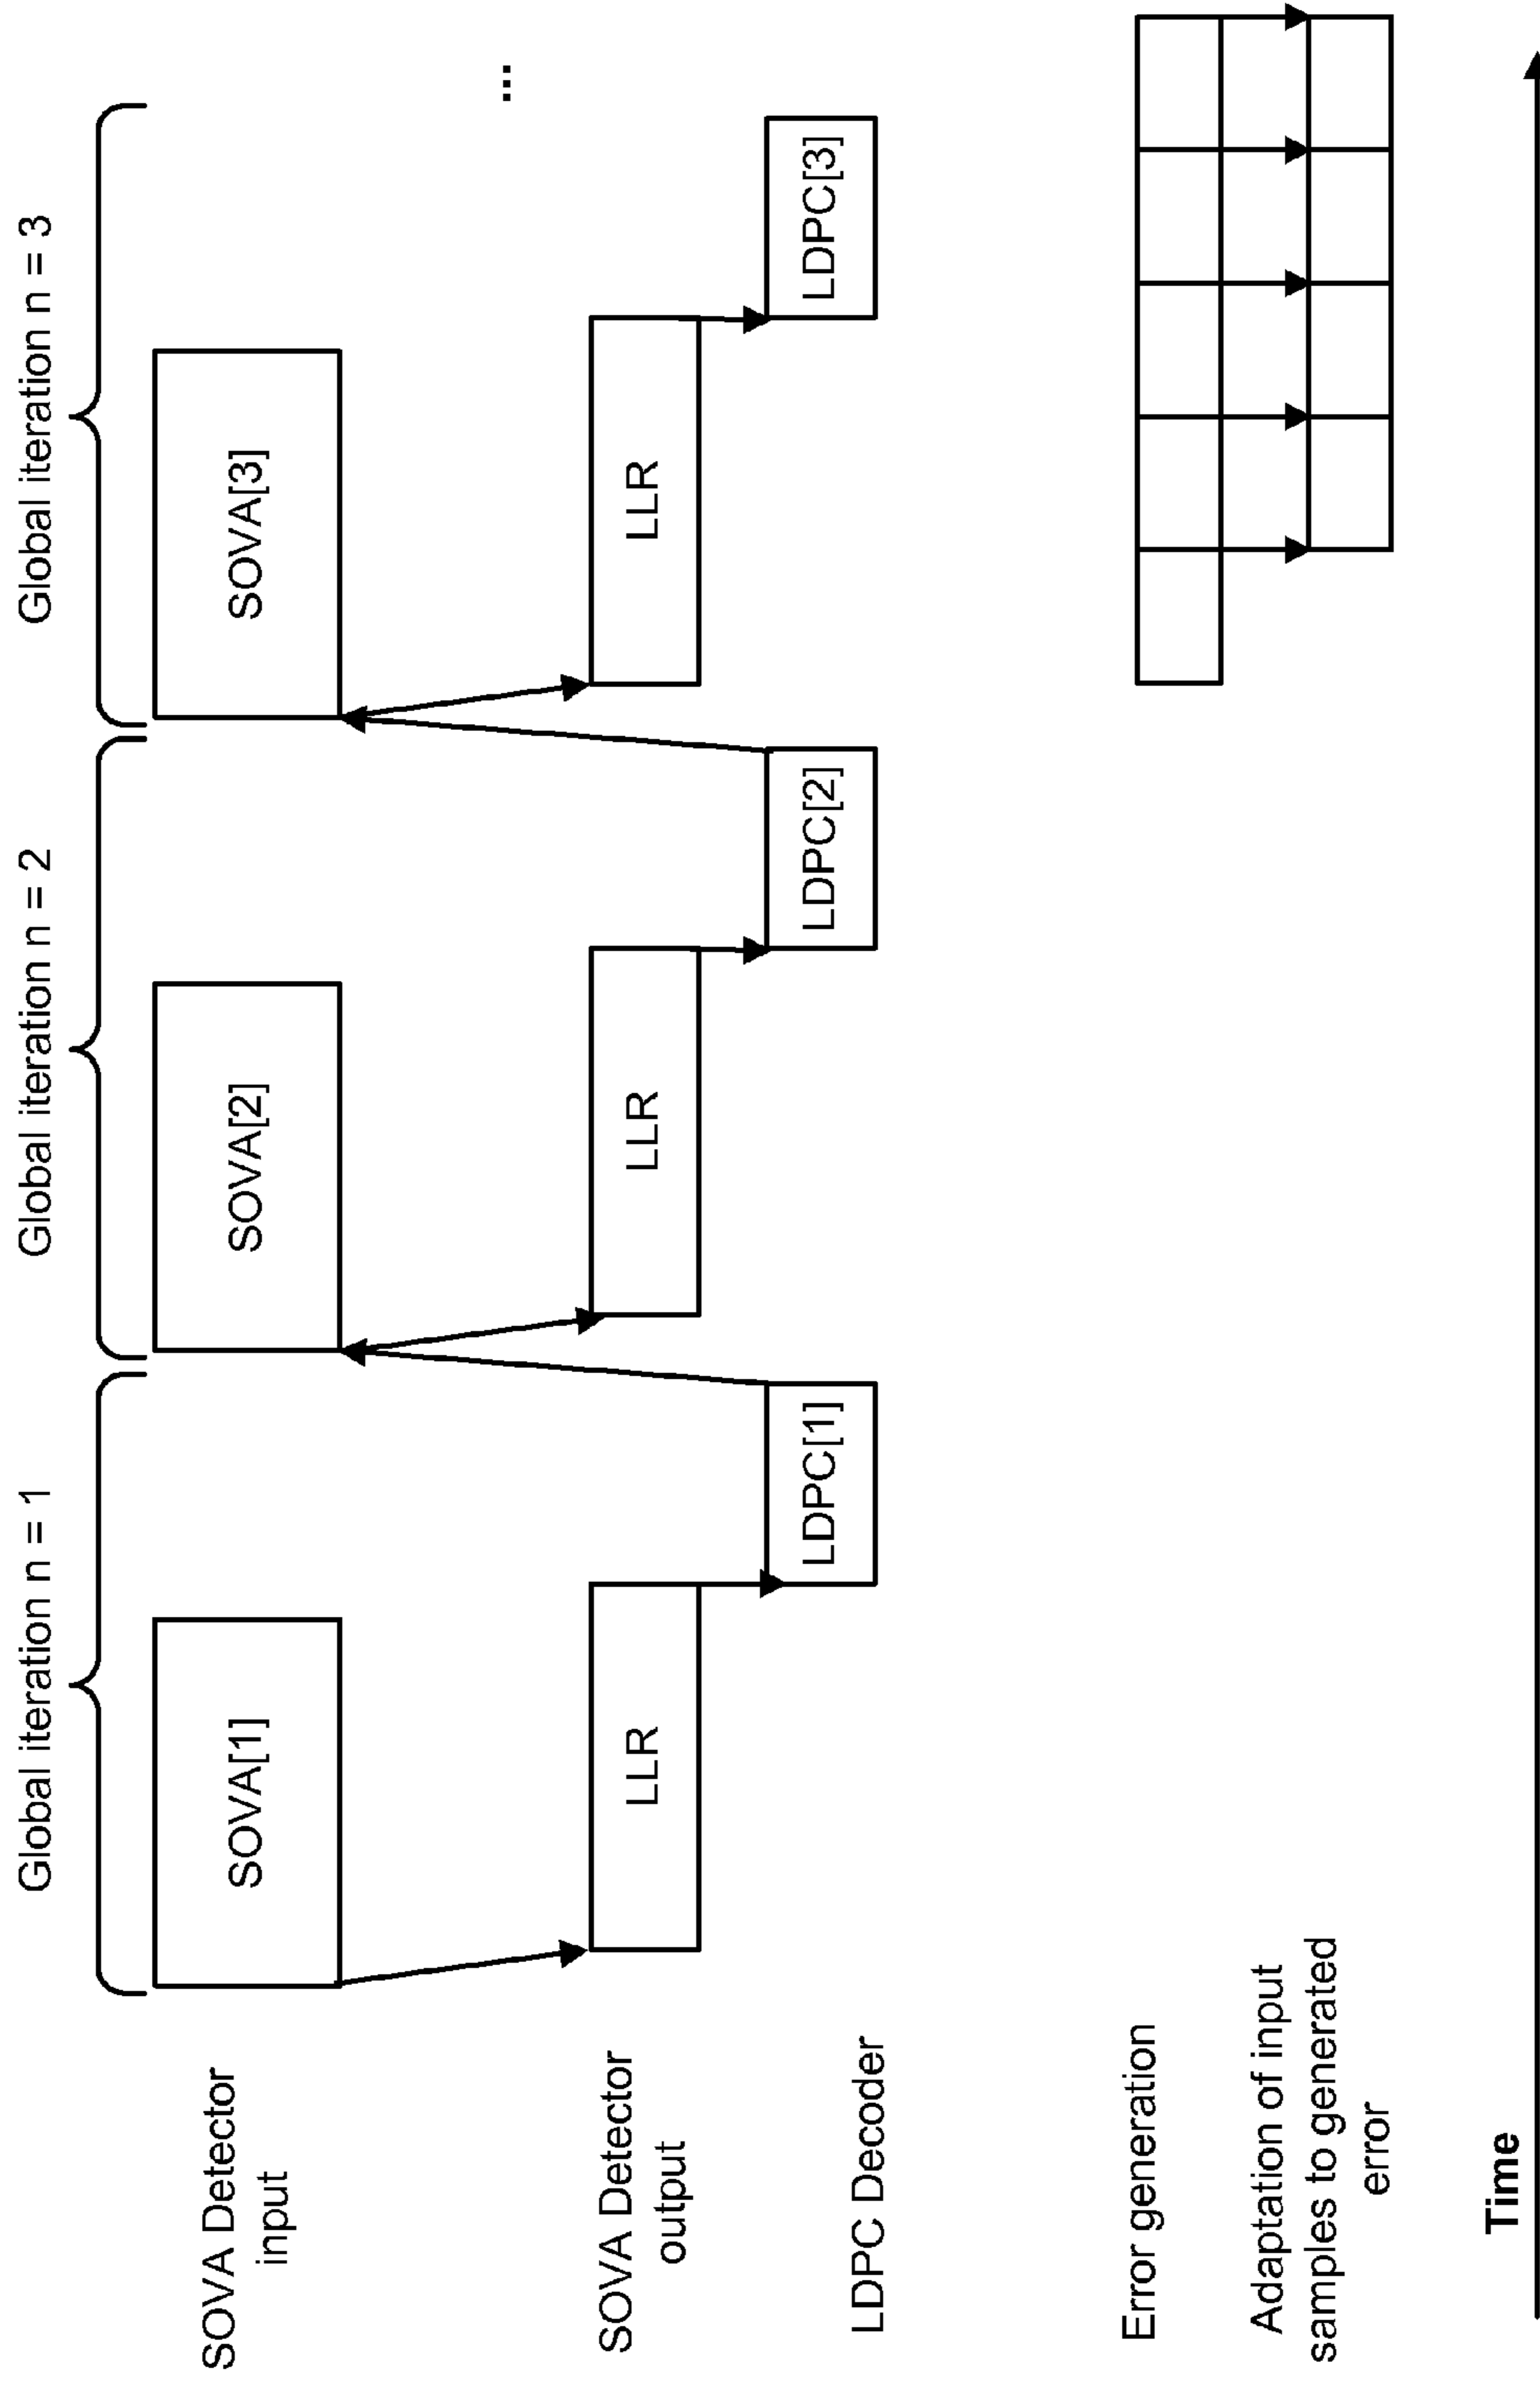 Global iteration n = 1
Global iteration n = 2
Global iteration n = 3
SOVA Detector
input
SOVA[1]
SOVA[2]
SOVA[3]
...
SOVA Detector
output
LLR
LLR
LLR
LDPC Decoder
LDPC[1]
LDPC[2]
LDPC[3]
Error generation
Adaptation of input
samples to generated
error
Time